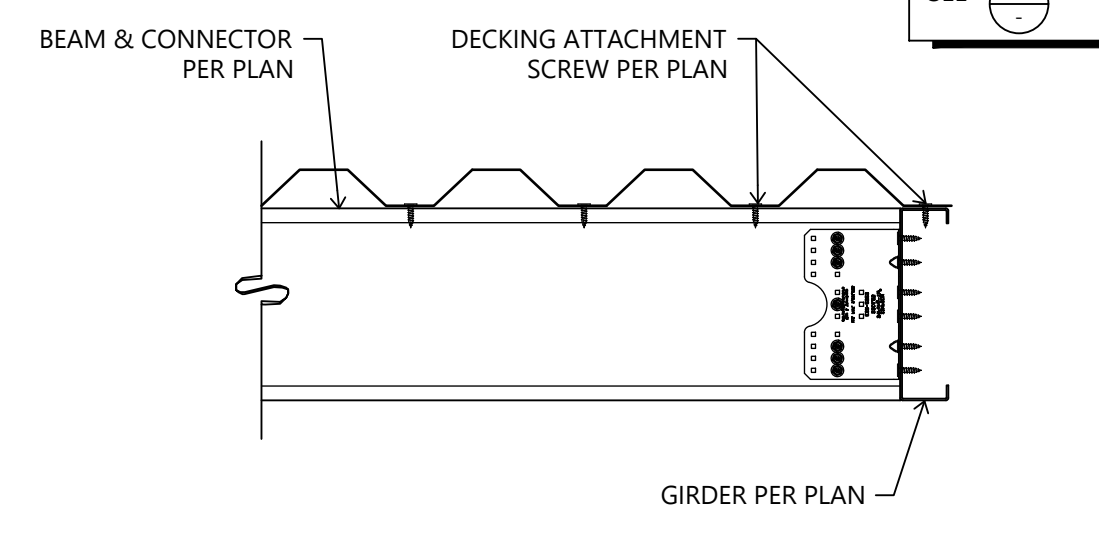 BEAM & CONNECTOR
PER PLAN
DECKING ATTACHMENT
SCREW PER PLAN
-
GIRDER PER PLAN